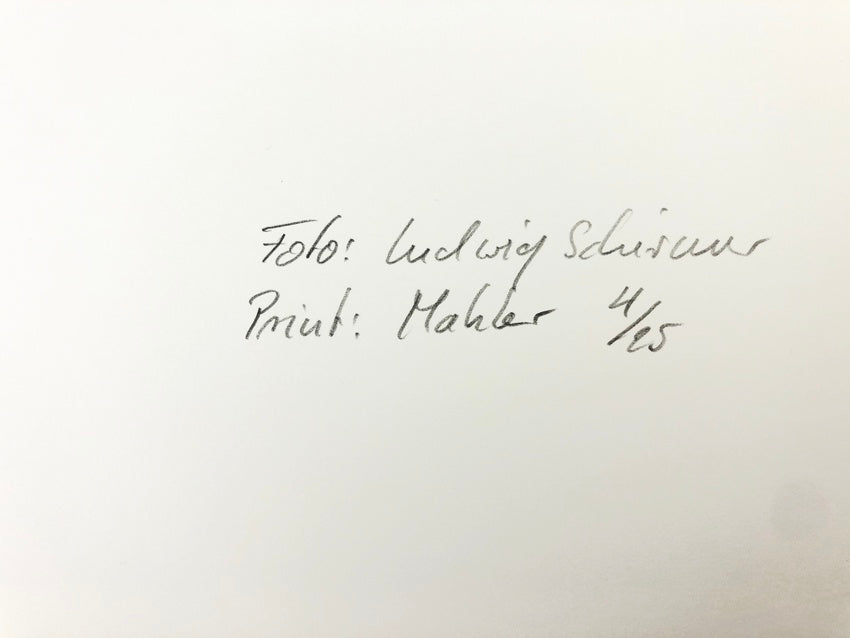 Foto: Ludwig Schirmer
Print: Mahler 4/25